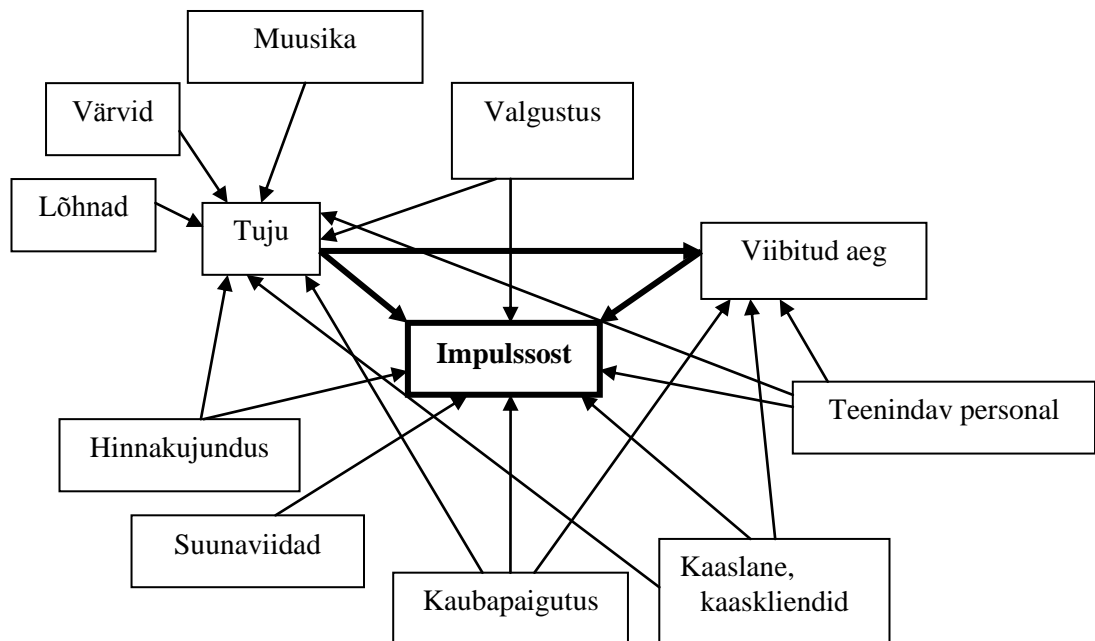 Muusika
Värvid
Valgustus
Lõhnad
Tuju
Viibitud aeg
Impulssost
Teenindav personal
Hinnakujundus
Suunaviidad
Kaubapaigutus
Kaaslane,
kaaskliendid